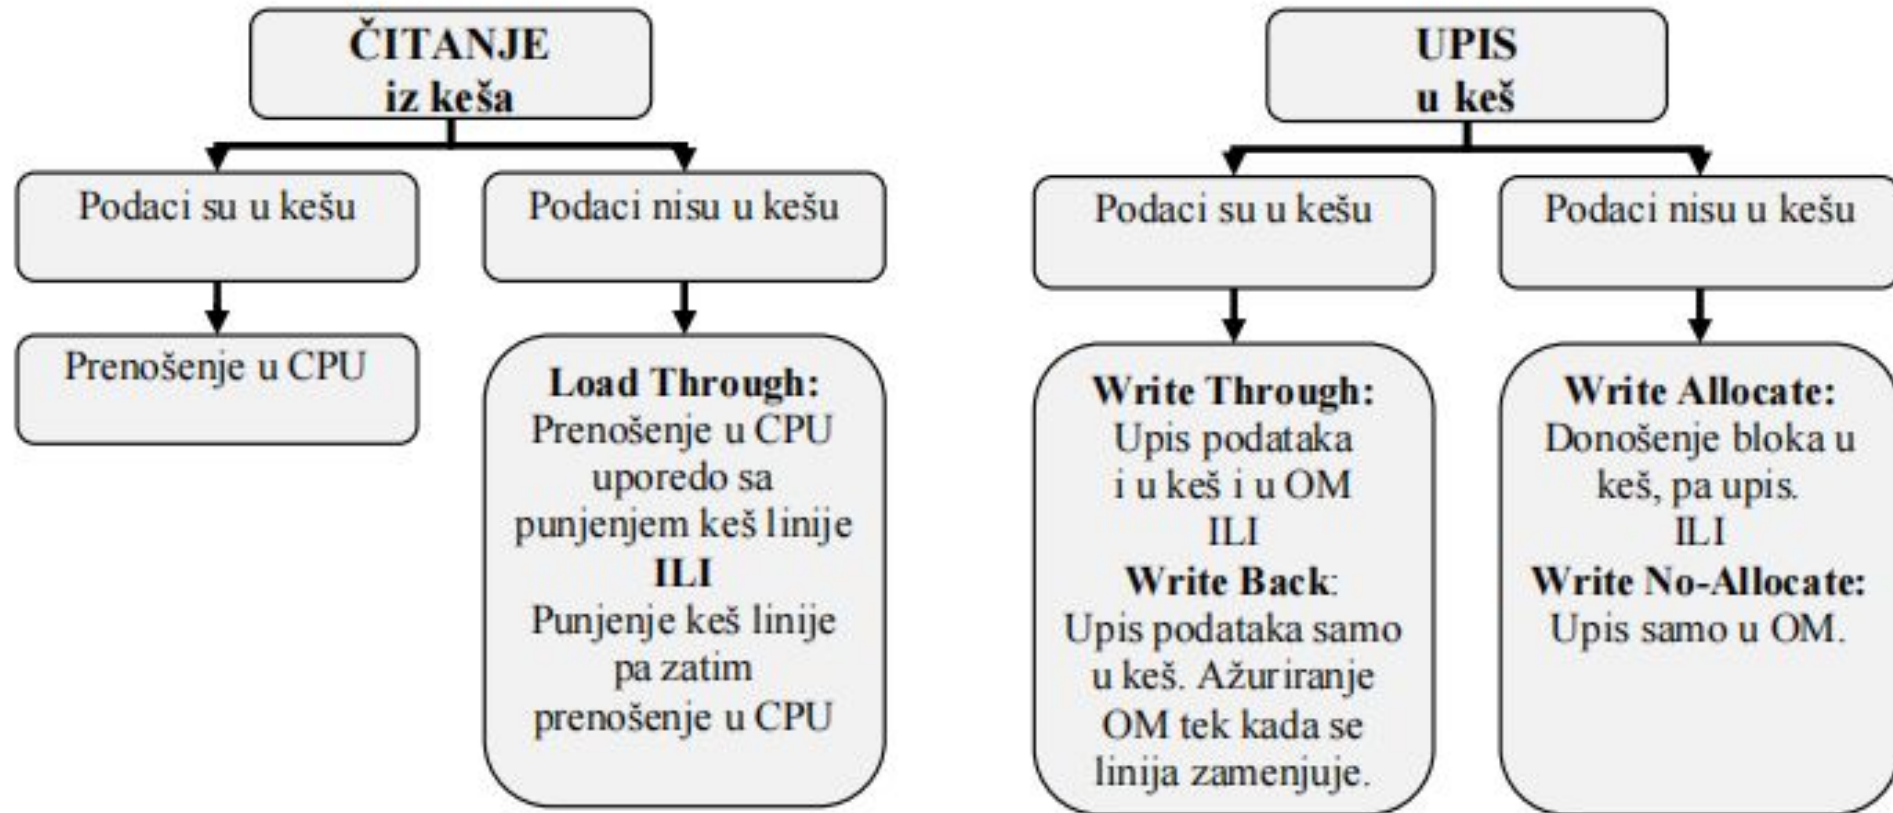 ČITANJE
iz keša
Podaci su u kešu
Podaci nisu u kešu
Prenošenje u CPU
Load Through:
Prenošenje u CPU
uporedo sa
punjenjem keš linije
ILI
Punjenje keš linije
pa zatim
prenošenje u CPU
UPIS
u keš
Podaci su u kešu
Podaci nisu u kešu
Write Through:
Upis podataka
i u keš i u OM
ILI
Write Back:
Upis podataka samo
u keš. Ažuriranje
OM tek kada se
linija zamenjuje.
Write Allocate:
Donošenje bloka u
keš, pa upis.
ILI
Write No-Allocate:
Upis samo u OM.